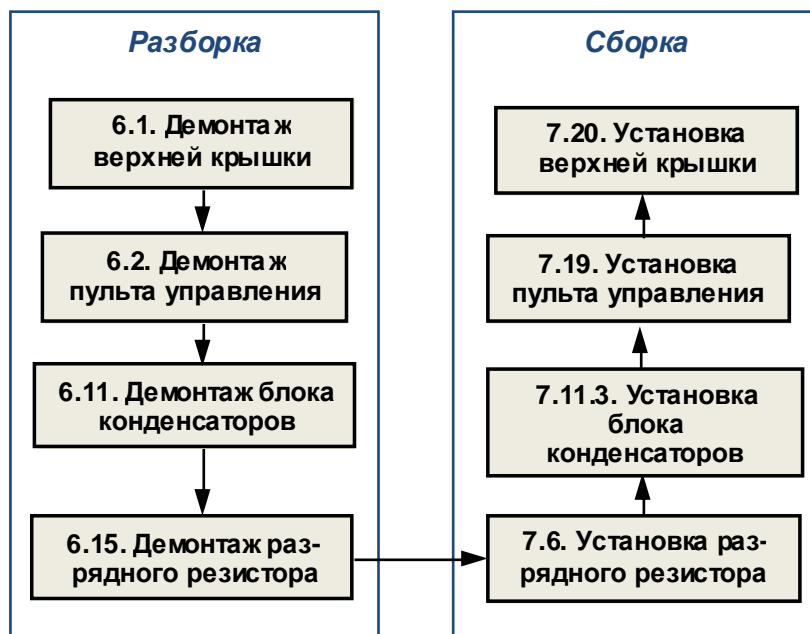 Разборка
6.1. Демонтаж
верхней крышки
6.2. Демонтаж
пульта управления
6.11. Демонтаж блока
конденсаторов
6.15. Демонтаж раз-
рядного резистора
Сборка
7.20. Установка
верхней крышки
7.19. Установка
пульта управления
7.11.3. Установка
блока
конденсаторов
7.6. Установка раз-
рядного резистора